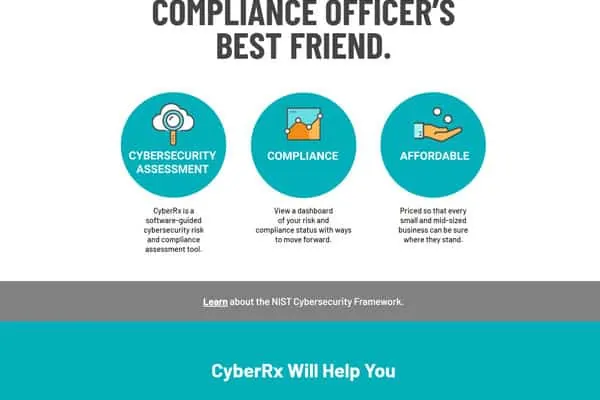 COMPLIANCE OFFICER'S
BEST FRIEND.
CYBERSECURITY
ASSESSMENT
CyberRx is a
software-guided
cybersecurity risk
and compliance
assessment tool.
COMPLIANCE
View a dashboard
of your risk and
compliance status with ways
to move forward.
AFFORDABLE
Priced so that every
small and mid-sized
business can be sure
where they stand.
Learn about the NIST Cybersecurity Framework.
CyberRx Will Help You